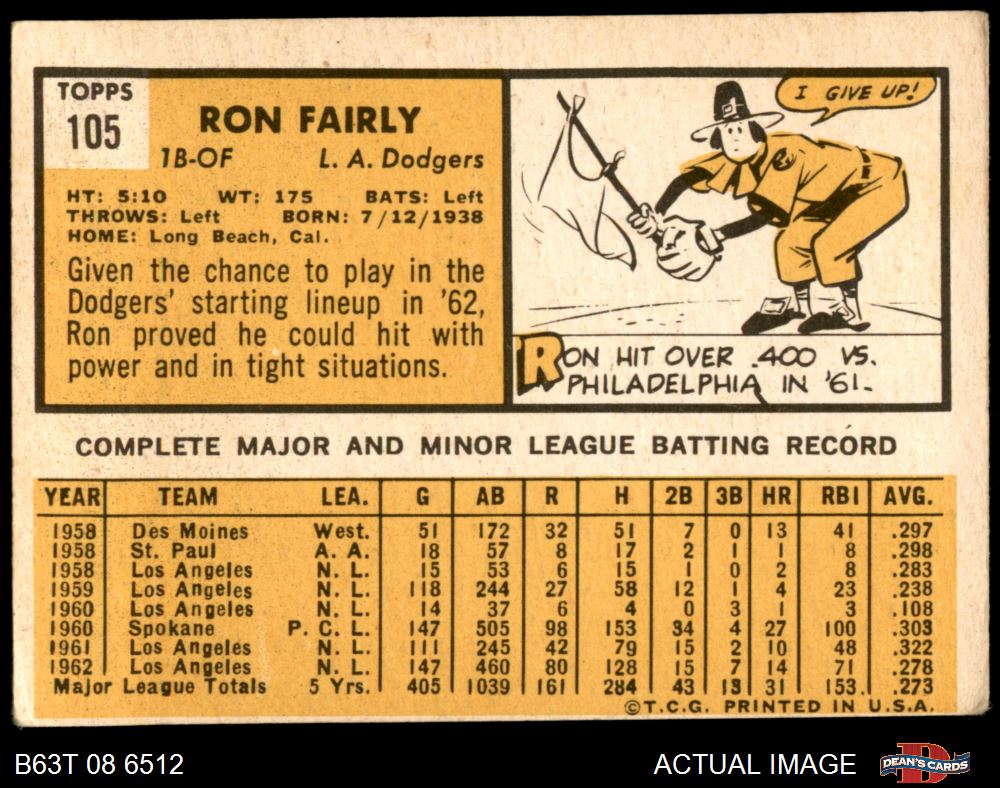 TOPPS
105
RON FAIRLY
1B-OF L. A. Dodgers
HT: 5:10 WT: 175 BATS: Left
THROWS: Left BORN: 7/12/1938
HOME: Long Beach, Cal.
Given the chance to play in the
Dodgers' starting lineup in '62,
Ron proved he could hit with
power and in tight situations.
I GIVE UP!
RON HIT OVER .400 VS.
PHILADELPHIA IN '61.
COMPLETE MAJOR AND MINOR LEAGUE BATTING RECORD
YEAR TEAM LEA. G AB R H 2B 3B HR RBI AVG.
1958 Des Moines West. 51 172 32 51 7 0 13 41 .297
1958 St. Paul A. A. 18 57 8 17 2 1 1 8 .298
1958 Los Angeles N. L. 15 53 6 15 1 0 2 8 .283
1959 Los Angeles N. L. 118 244 27 58 12 1 4 23 .238
1960 Los Angeles N. L. 14 37 6 4 0 3 1 3 .108
1960 Spokane P. C. L. 147 505 98 153 34 4 27 100 .303
1961 Los Angeles N. L. 111 245 42 79 15 2 10 48 .322
1962 Los Angeles N. L. 147 460 80 128 15 7 14 71 .278
Major League Totals 5 Yrs. 405 1039 161 284 43 13 31 153 .273
©T.C.G. PRINTED IN U.S.A.
B63T 08 6512 ACTUAL IMAGE D DEAN'S CARDS